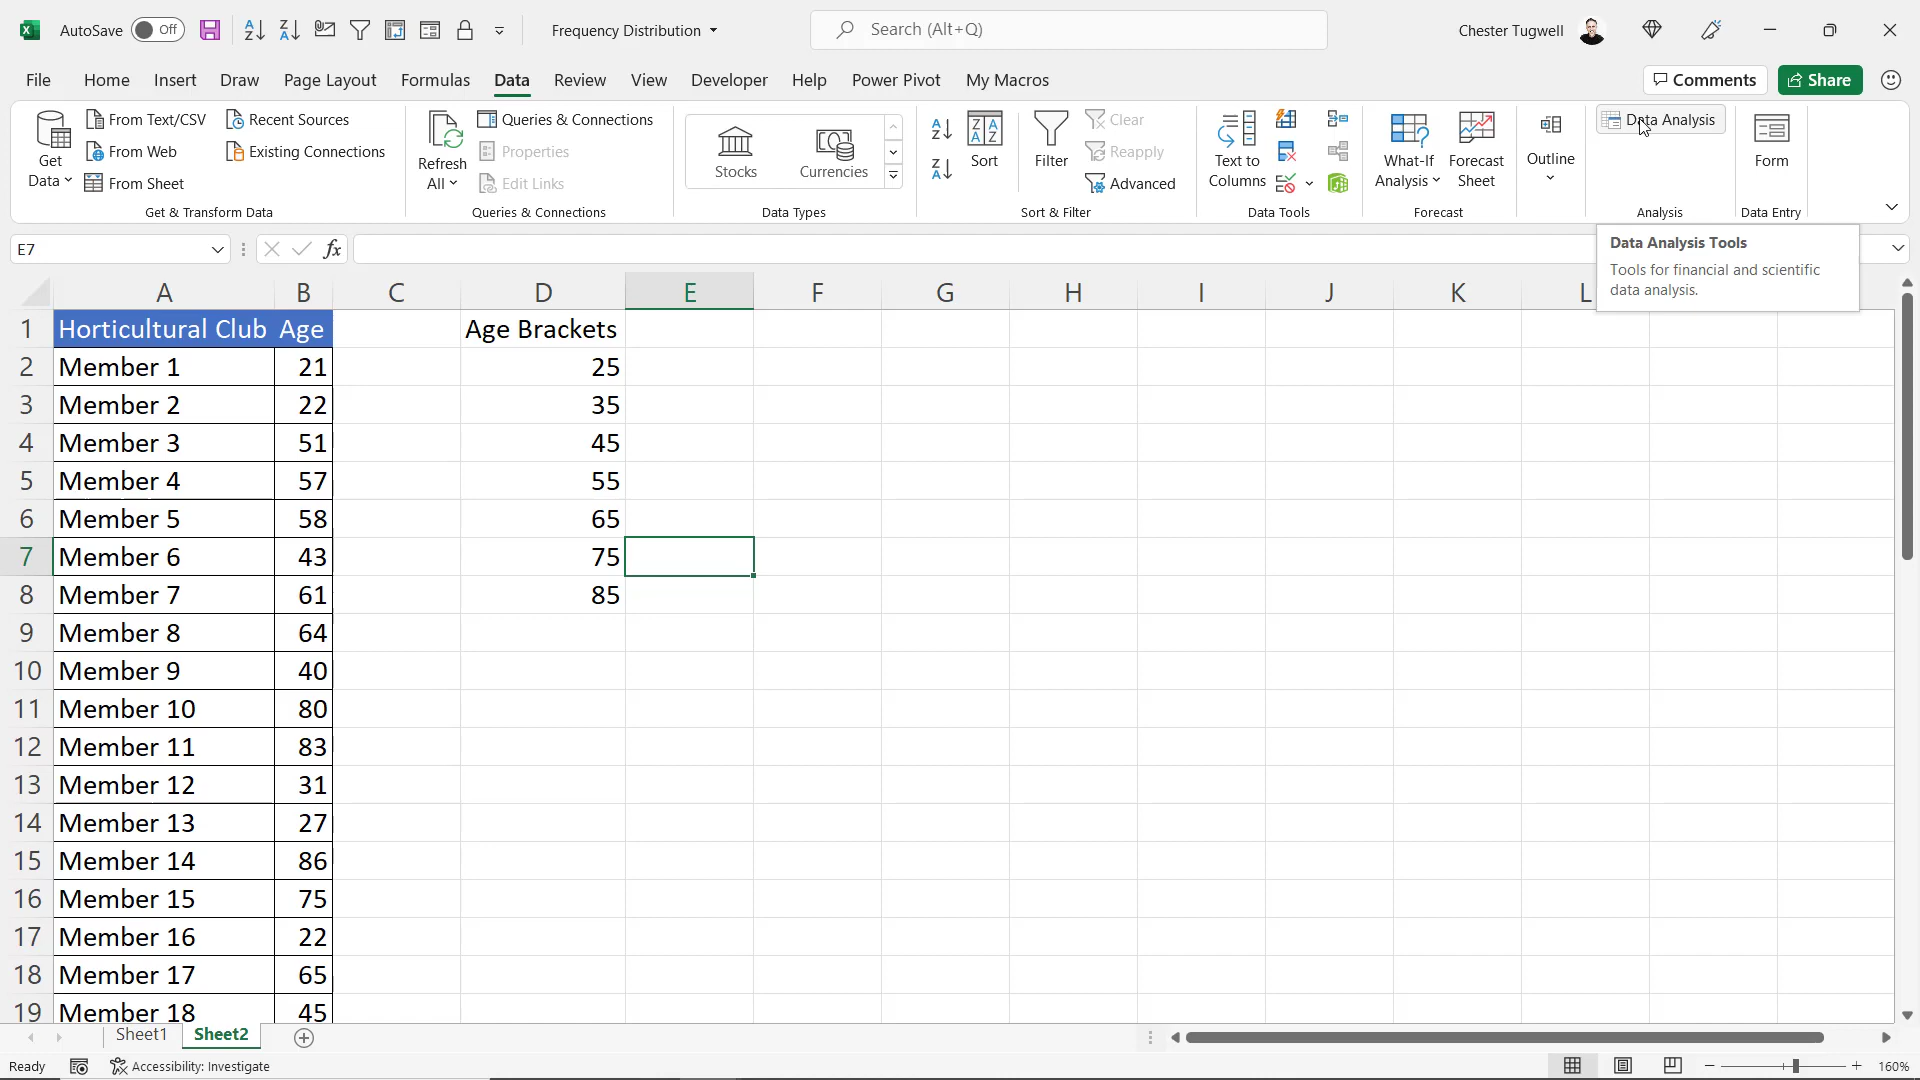 AutoSave Off Frequency Distribution Search (Alt+Q) Chester Tugwell
File Home Insert Draw Page Layout Formulas Data Review View Developer Help Power Pivot My Macros Comments Share
Get Data
From Text/CSV
From Web
From Sheet
Recent Sources
Existing Connections
Get & Transform Data
Refresh All
Queries & Connections
Properties
Edit Links
Queries & Connections
Stocks
Currencies
Data Types
Sort
Filter
Clear
Reapply
Advanced
Sort & Filter
Text to Columns
Data Tools
What-If Analysis
Forecast Sheet
Forecast
Outline
Data Analysis
Analysis
Form
Data Entry
Data Analysis Tools
Tools for financial and scientific
data analysis.
E7 fx
A B C D E F G H I J K L
1 Horticultural Club Age Age Brackets
2 Member 1 21 25
3 Member 2 22 35
4 Member 3 51 45
5 Member 4 57 55
6 Member 5 58 65
7 Member 6 43 75
8 Member 7 61 85
9 Member 8 64
10 Member 9 40
11 Member 10 80
12 Member 11 83
13 Member 12 31
14 Member 13 27
15 Member 14 86
16 Member 15 75
17 Member 16 22
18 Member 17 65
19 Member 18 45
Sheet1 Sheet2
Ready Accessibility: Investigate 160%